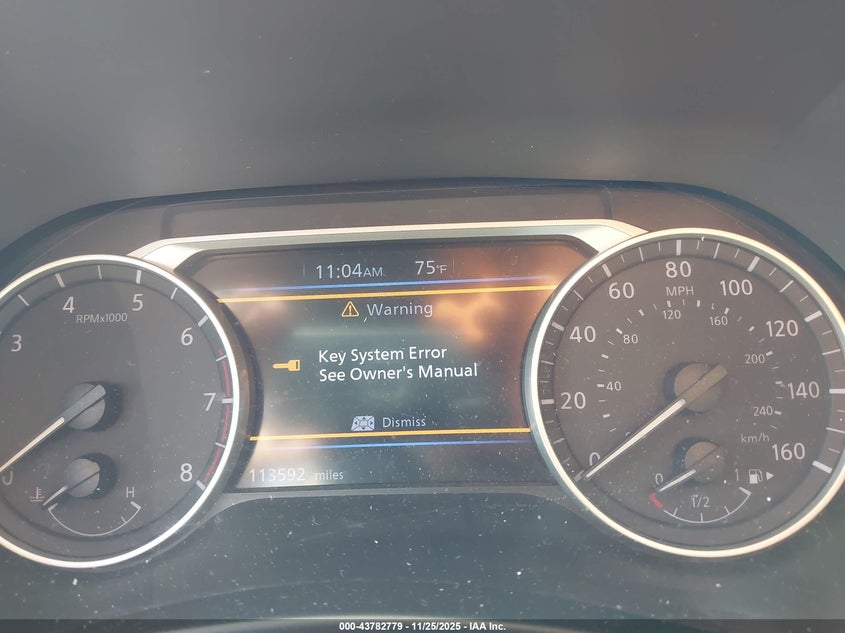 11:04AM 75°F
Warning
Key System Error
See Owner's Manual
Dismiss
113592 miles
0 3 4 5 6 7 8
RPMx1000
H
0 20 40 60 80 100 120 140 160
MPH
40 80 120 160 200 240
km/h
0 1/2 1
000-43782779 - 11/25/2025 - IAA Inc.